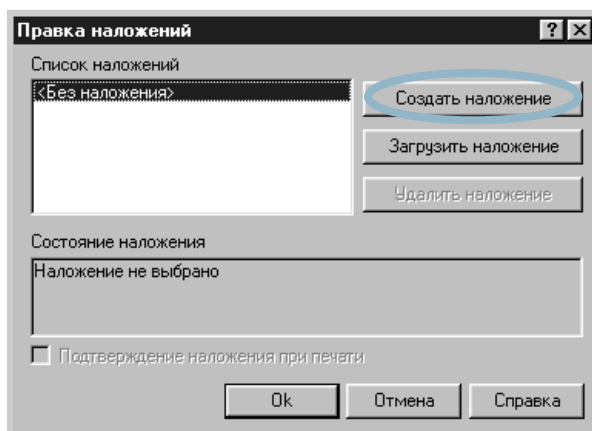 Правка наложений
Список наложений
<Без наложения>
Создать наложение
Загрузить наложение
Удалить наложение
Состояние наложения
Наложение не выбрано
Подтверждение наложения при печати
Ok
Отмена
Справка